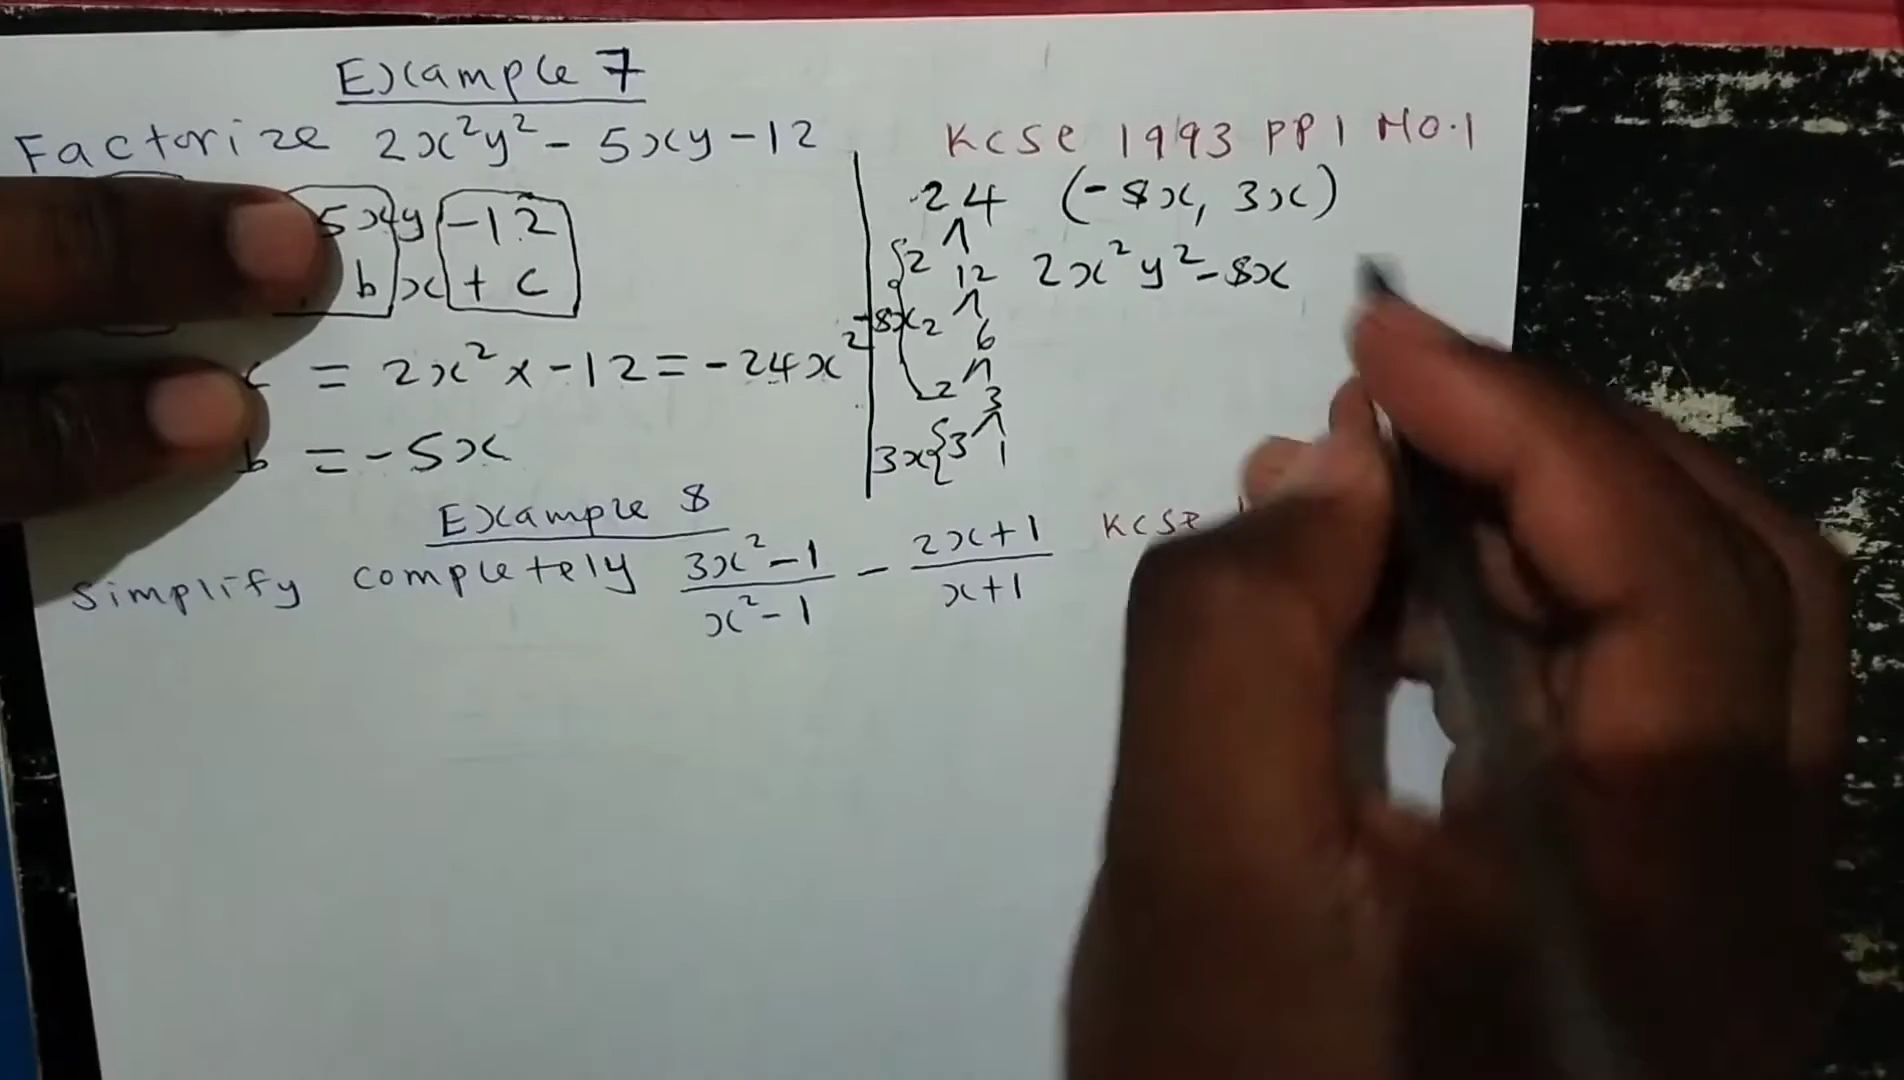 Example 7
Factorize 2x²y² - 5xy - 12
KCSE 1993 PP1 NO.1
5xy -12
bx + c
c = 2x² x -12 = -24x²
b = -5x
24 (-8x, 3x)
2 12 2x²y² - 8x
-8x 2 6
2 3
3x { 3 1
Example 8
Simplify completely (3x² - 1)/(x² - 1) - (2x + 1)/(x + 1) KCSE